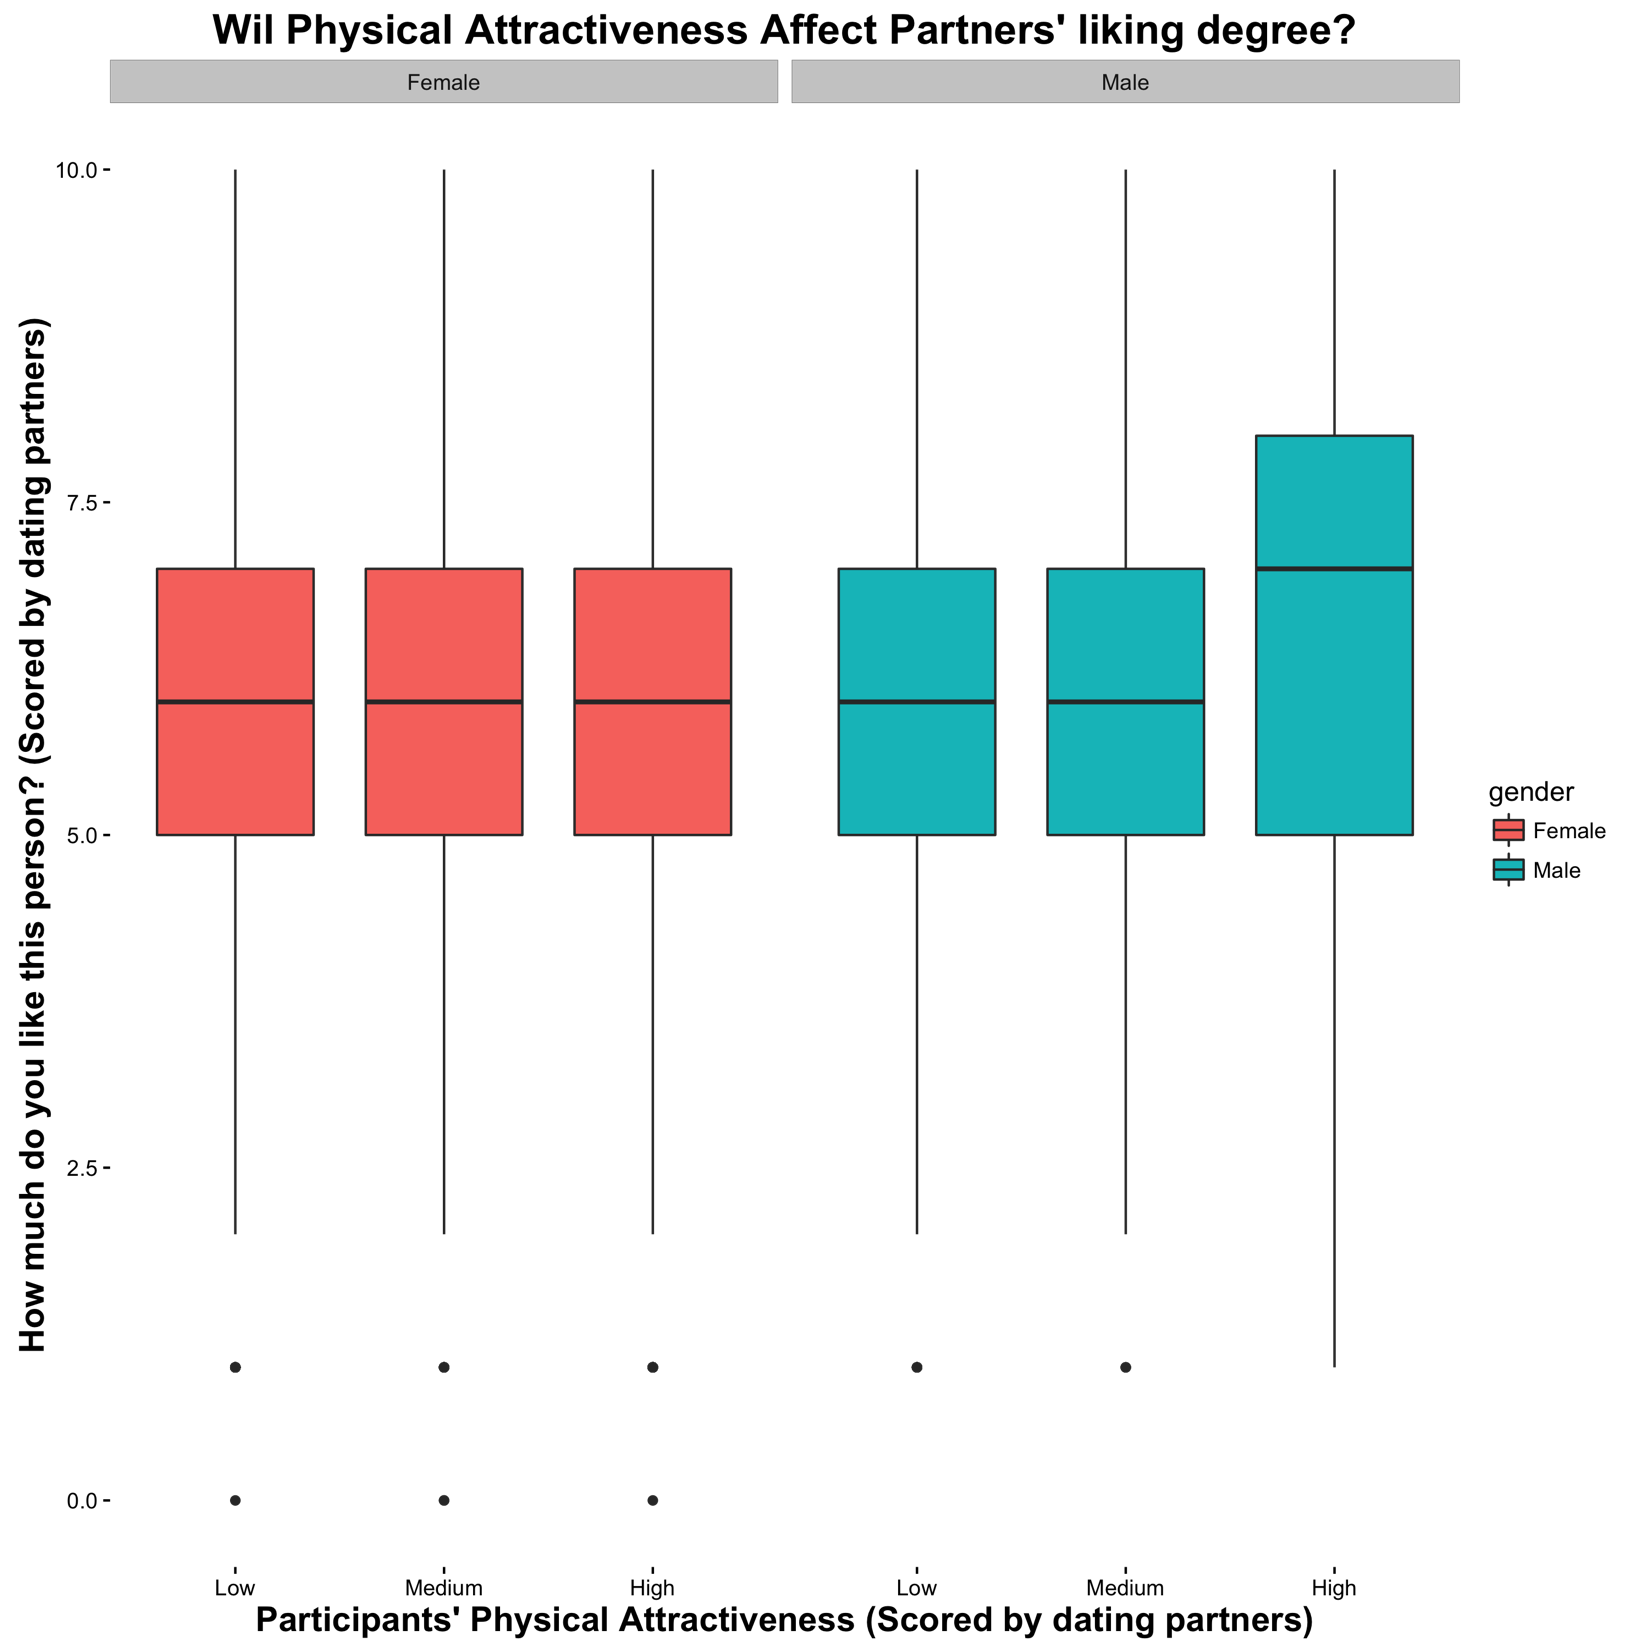 Wil Physical Attractiveness Affect Partners' liking degree?
Female
Male
How much do you like this person? (Scored by dating partners)
10.0
7.5
5.0
2.5
0.0
Low
Medium
High
Low
Medium
High
Participants' Physical Attractiveness (Scored by dating partners)
gender
Female
Male